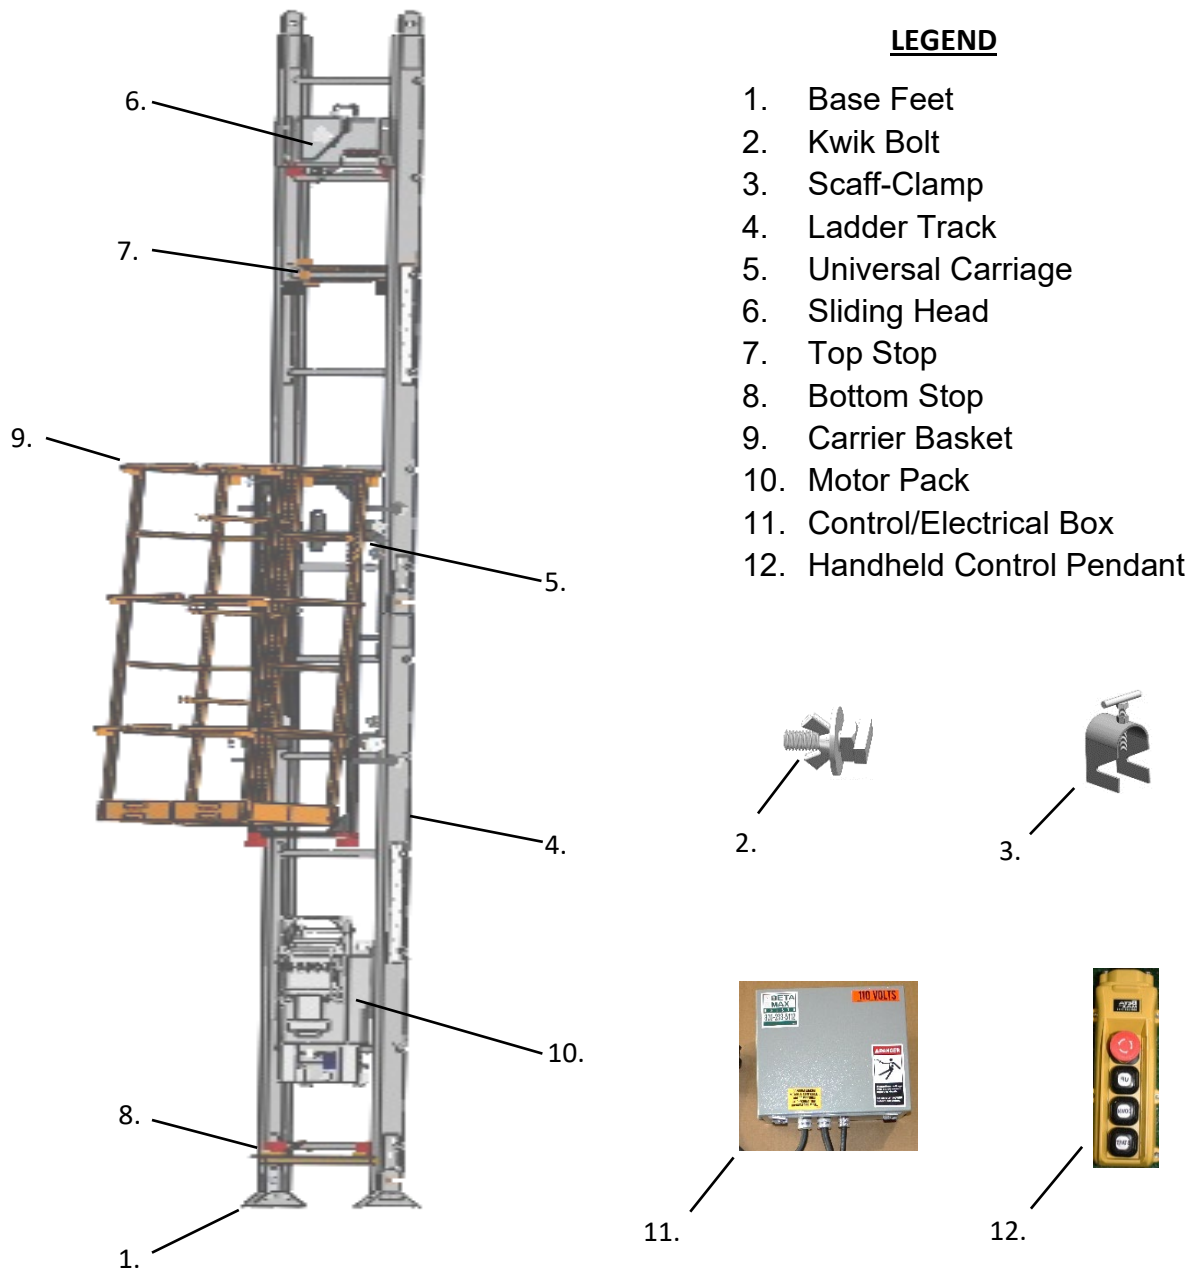 LEGEND
1. Base Feet
2. Kwik Bolt
3. Scaff-Clamp
4. Ladder Track
5. Universal Carriage
6. Sliding Head
7. Top Stop
8. Bottom Stop
9. Carrier Basket
10. Motor Pack
11. Control/Electrical Box
12. Handheld Control Pendant
6.
7.
9.
5.
4.
2.
3.
10.
8.
1.
11.
12.
BETA
MAX
110 VOLTS
DANGER
UP